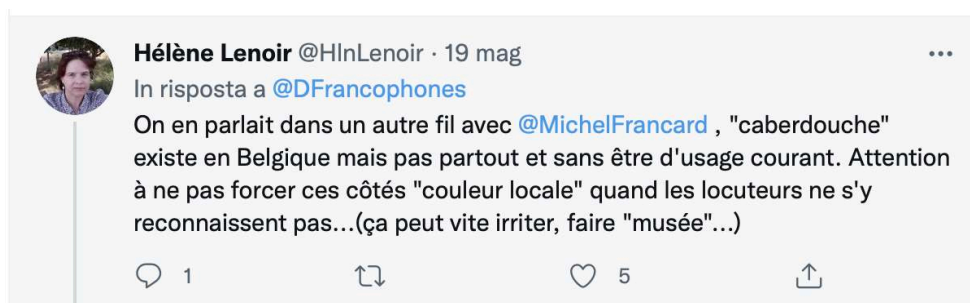 Hélène Lenoir @HlnLenoir · 19 mag
In risposta a @DFrancophones
On en parlait dans un autre fil avec @MichelFrancard , "caberdouche"
existe en Belgique mais pas partout et sans être d'usage courant. Attention
à ne pas forcer ces côtés "couleur locale" quand les locuteurs ne s'y
reconnaissent pas...(ça peut vite irriter, faire "musée"...)
1 5